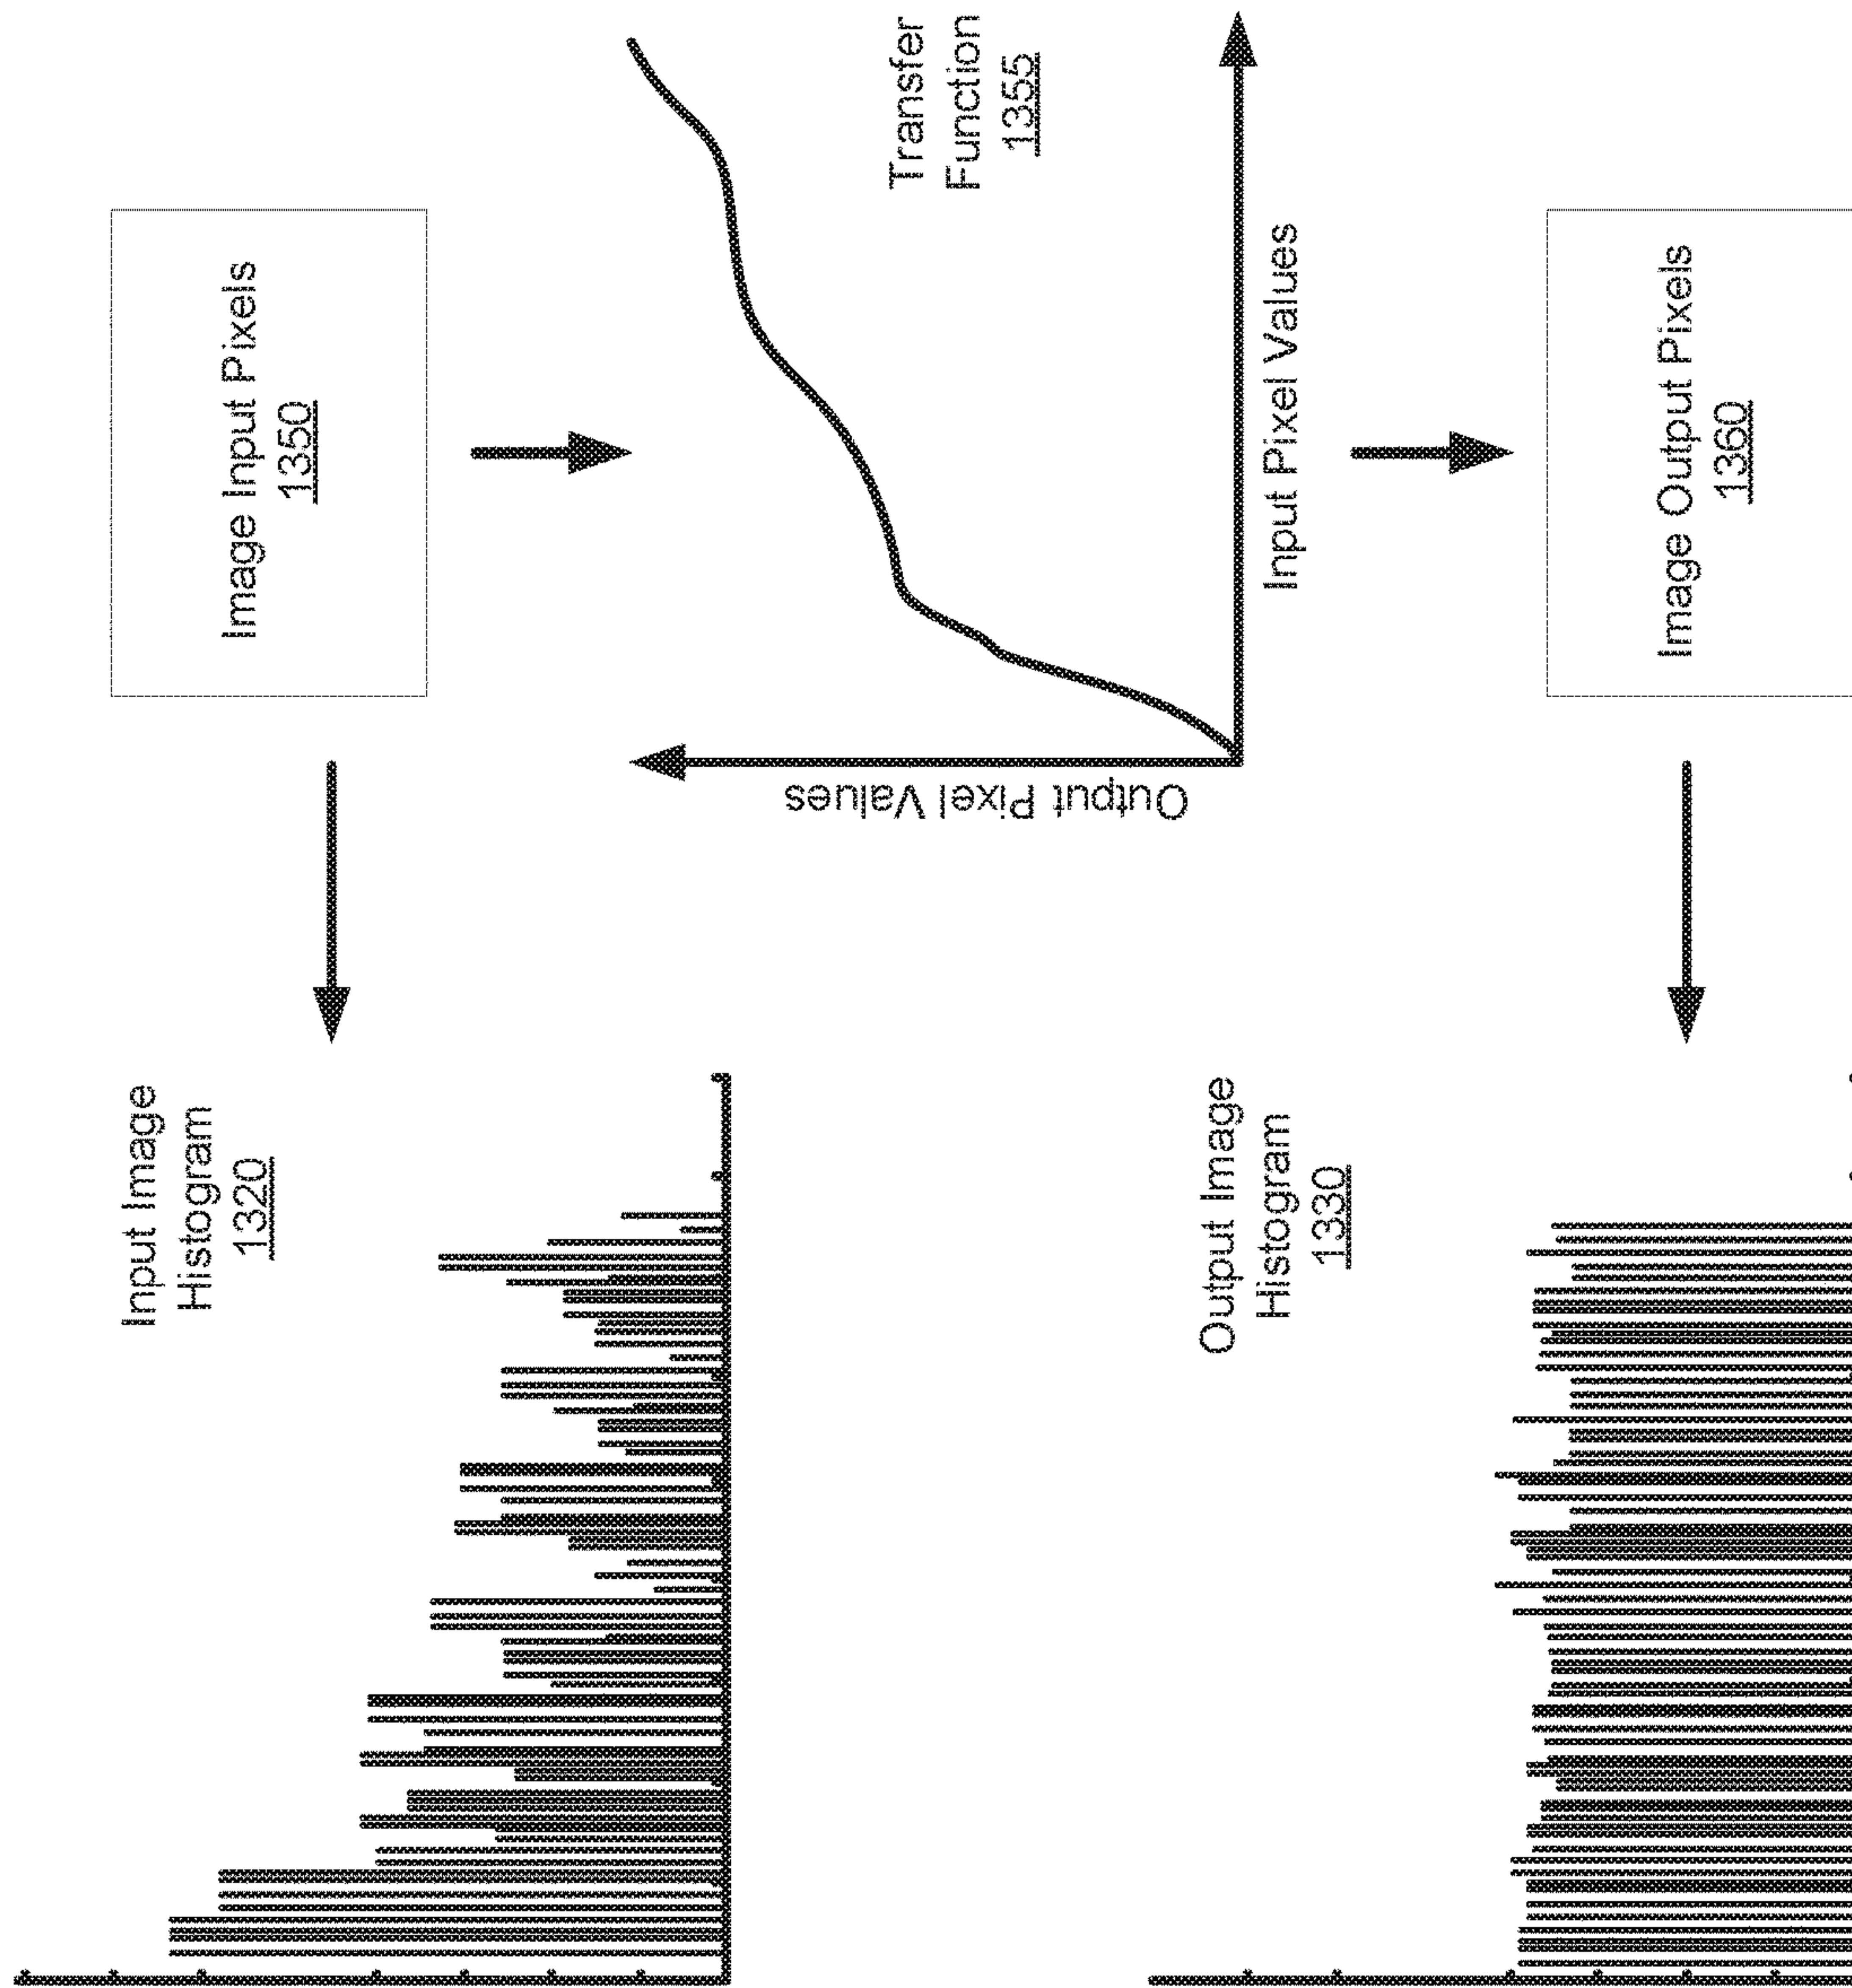 Input Image
Histogram
1320
Image Input Pixels
1350
Output Pixel Values
Transfer
Function
1355
Input Pixel Values
Output Image
Histogram
1330
Image Output Pixels
1360